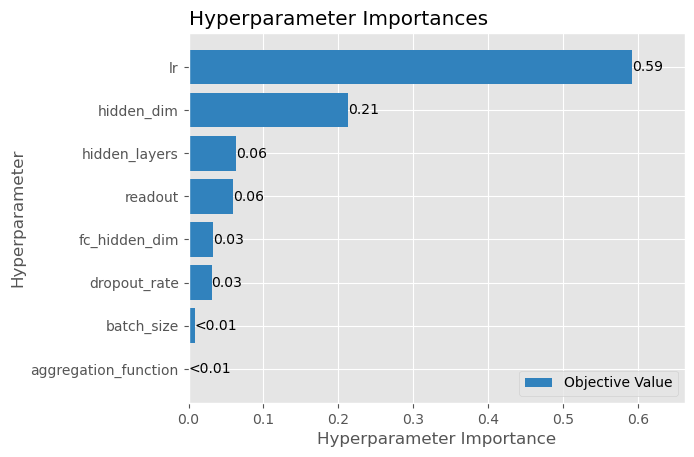 Hyperparameter Importances
Hyperparameter
lr
0.59
hidden_dim
0.21
hidden_layers
0.06
readout
0.06
fc_hidden_dim
0.03
dropout_rate
0.03
batch_size
<0.01
aggregation_function
<0.01
Objective Value
0.0 0.1 0.2 0.3 0.4 0.5 0.6
Hyperparameter Importance